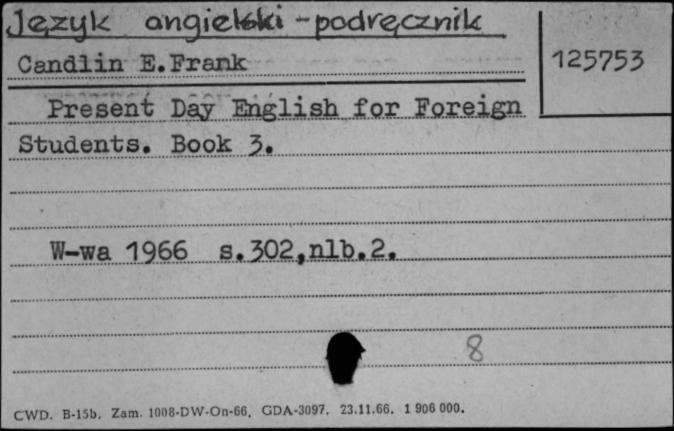 Język angielski - podręcznik
Candlin E.Frank
125753
Present Day English for Foreign
Students. Book 3.
W-wa 1966 s.302,nlb.2.
8
CWD. B-15b. Zam. 1008-DW-On-66, GDA-3097. 23.11.66. 1 906 000.